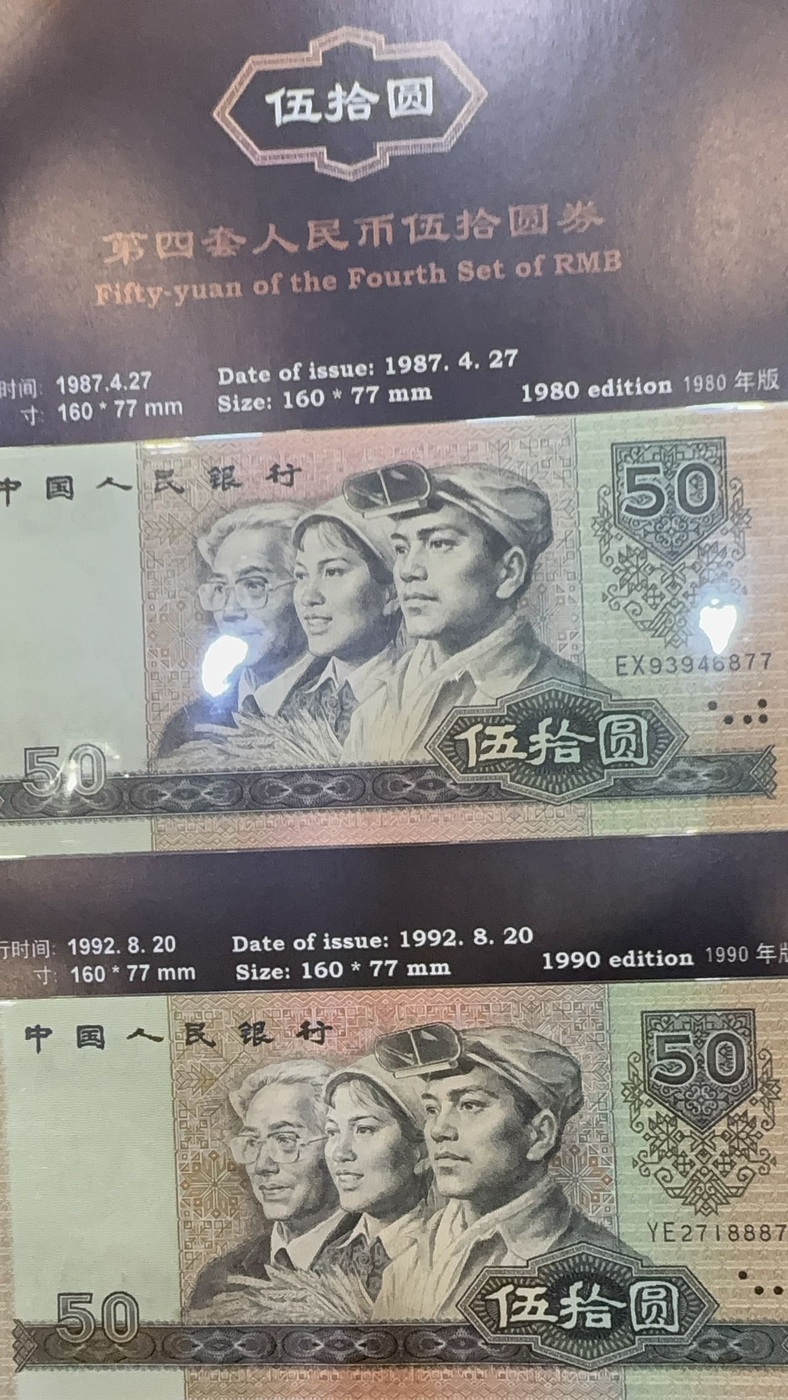 伍拾圆
第四套人民币伍拾圆券
Fifty-yuan of the Fourth Set of RMB
时间: 1987.4.27
寸: 160 * 77 mm
Date of issue: 1987. 4. 27
Size: 160 * 77 mm
1980 edition 1980 年版
中国人民银行
50
EX93946877
伍拾圆
50
行时间: 1992. 8. 20
寸: 160 * 77 mm
Date of issue: 1992. 8. 20
Size: 160 * 77 mm
1990 edition 1990 年版
中国人民银行
50
YE2718887
伍拾圆
50